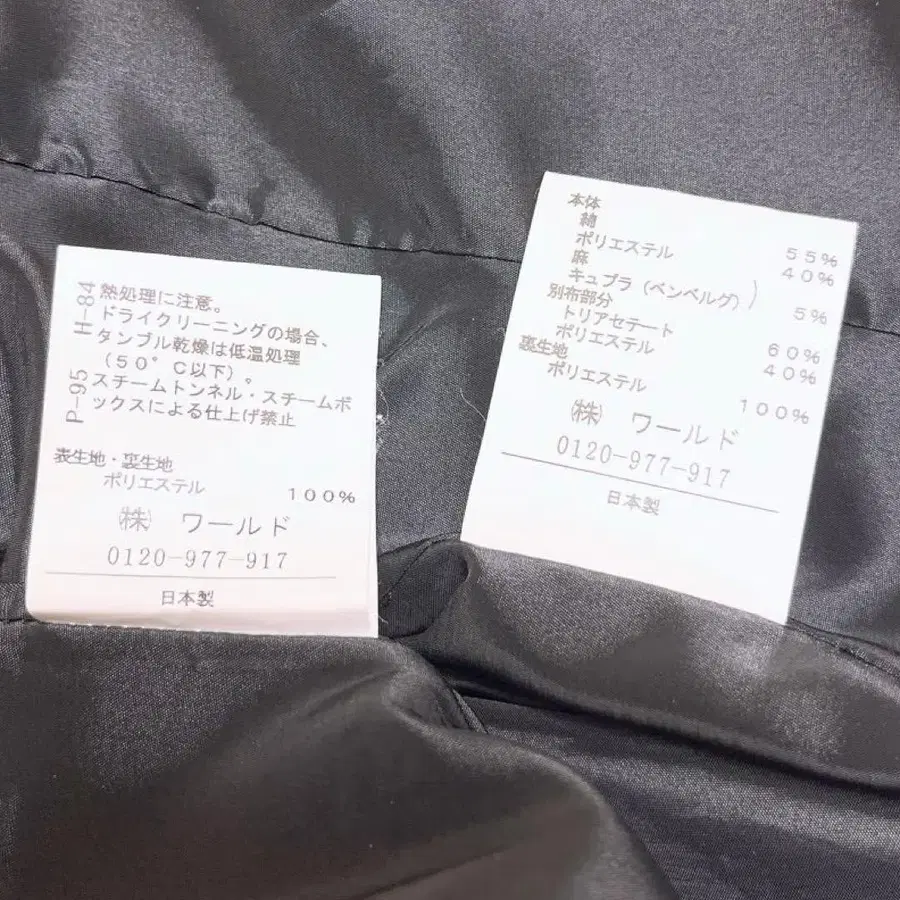 H-84 熱処理に注意。
ドライクリーニングの場合、
タンブル乾燥は低温処理
(50°C以下)。
P-95 スチームトンネル・スチームボ
ックスによる仕上げ禁止
表生地・裏生地
ポリエステル 100%
㈱ ワールド
0120-977-917
日本製
本体
綿 55%
ポリエステル 40%
麻
キュプラ(ベンベルグ) ) 5%
別布部分
トリアセテート 60%
ポリエステル 40%
裏生地
ポリエステル 100%
㈱ ワールド
0120-977-917
日本製